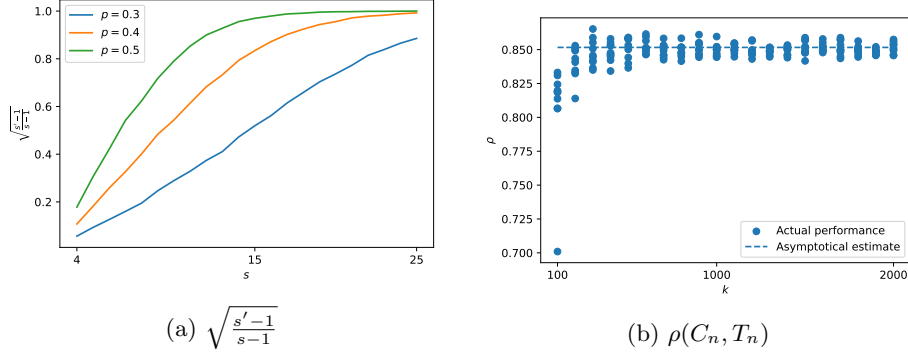 1.0
0.8
0.6
0.4
0.2
4
15
25
s
√((s′−1)/(s−1))
p = 0.3
p = 0.4
p = 0.5
(a) √((s′−1)/(s−1))
0.850
0.825
0.800
0.775
0.750
0.725
0.700
100
1000
2000
k
ρ
Actual performance
Asymptotical estimate
(b) ρ(Cₙ, Tₙ)